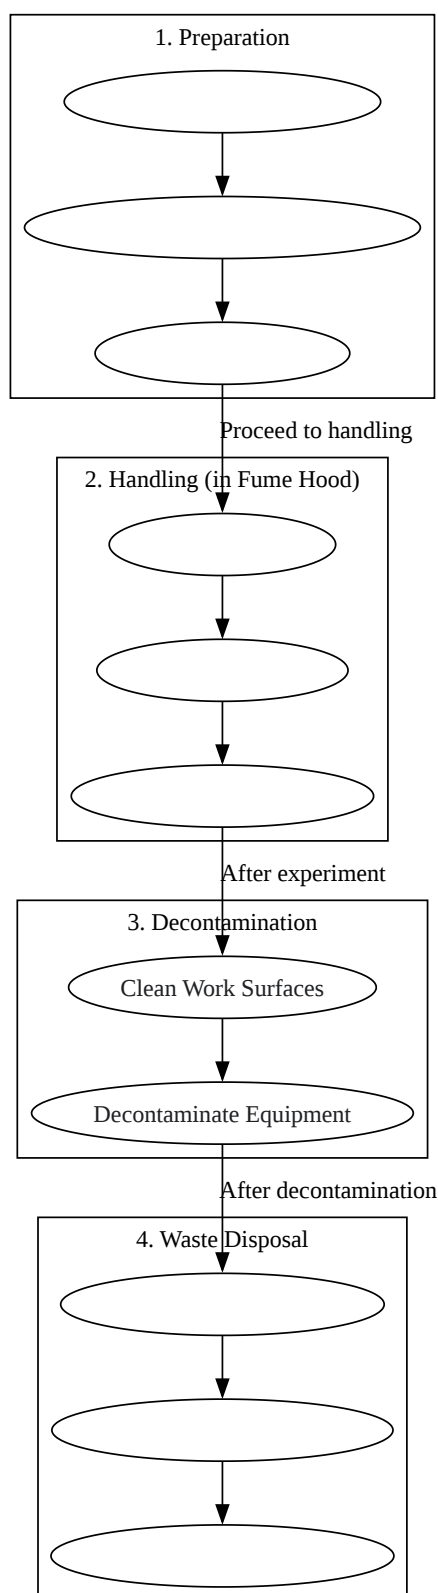 1. Preparation
Proceed to handling
2. Handling (in Fume Hood)
After experiment
3. Decontamination
Clean Work Surfaces
Decontaminate Equipment
After decontamination
4. Waste Disposal